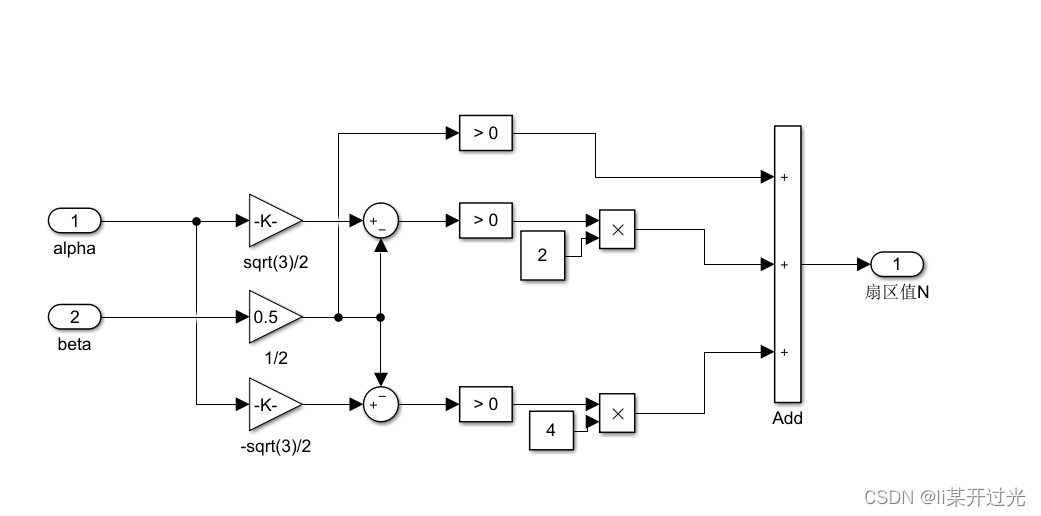 > 0
1
alpha
-K-
sqrt(3)/2
+
−
> 0
2
×
+
+
+
Add
1
扇区值N
2
beta
0.5
1/2
-K-
-sqrt(3)/2
−
+
> 0
4
×
CSDN @li某开过光